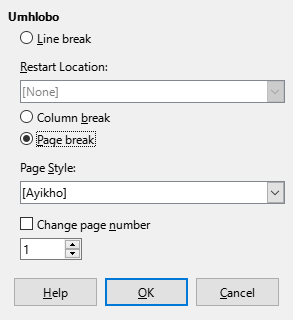 Umhlobo
Line break
Restart Location:
[None]
Column break
Page break
Page Style:
[Ayikho]
Change page number
1
Help OK Cancel